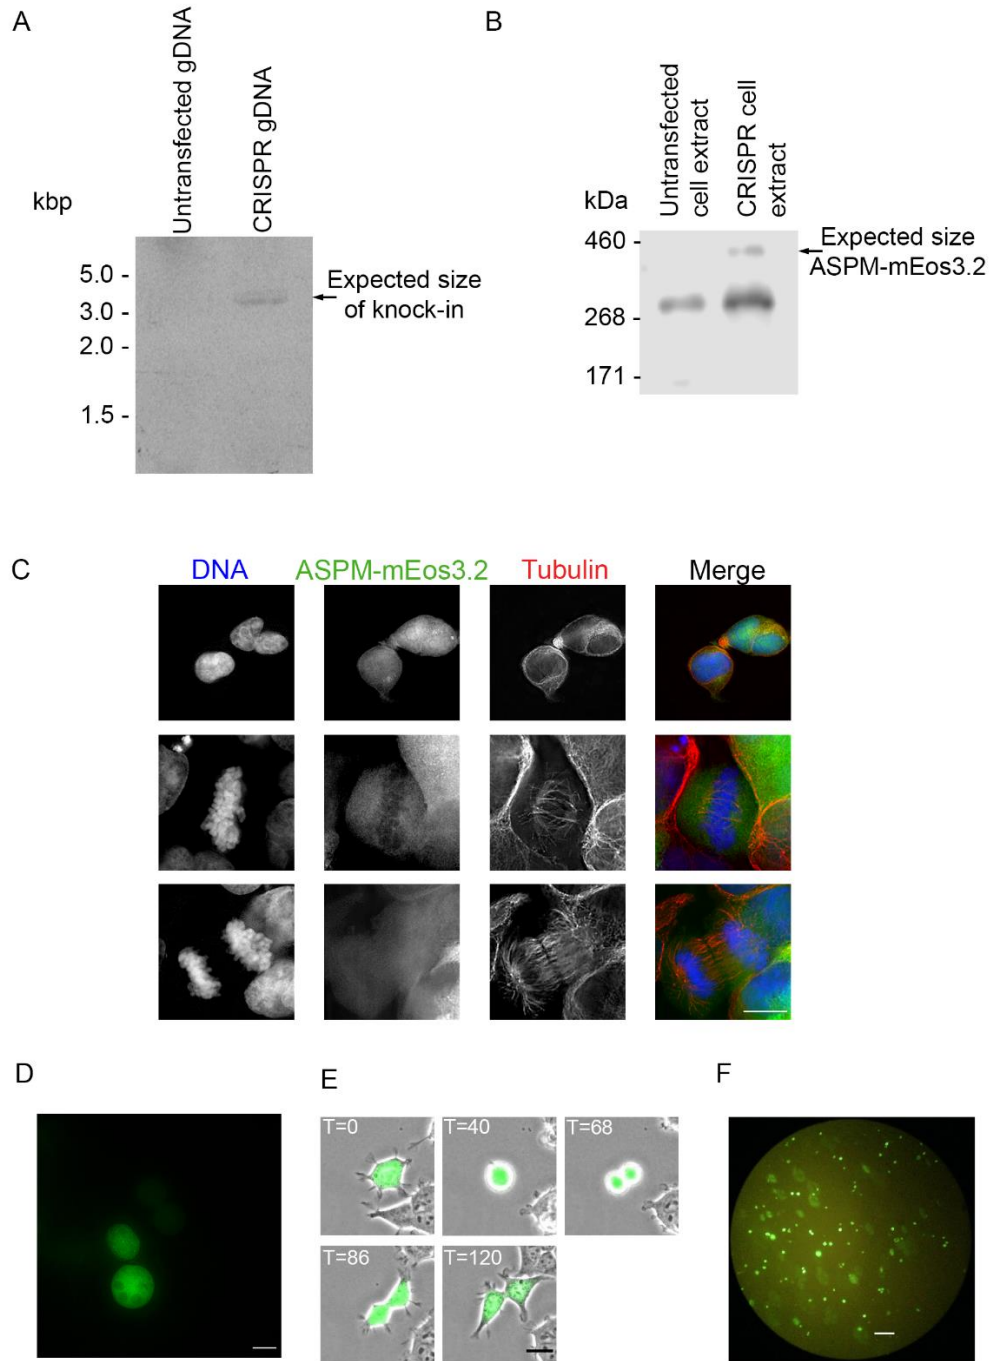 A
Untransfected gDNA
CRISPR gDNA
kbp
5.0 -
3.0 -
2.0 -
1.5 -
Expected size
of knock-in
B
Untransfected
cell extract
CRISPR cell
extract
kDa
460 -
268 -
171 -
Expected size
ASPM-mEos3.2
C
DNA
ASPM-mEos3.2
Tubulin
Merge
D
E
T=0
T=40
T=68
T=86
T=120
F